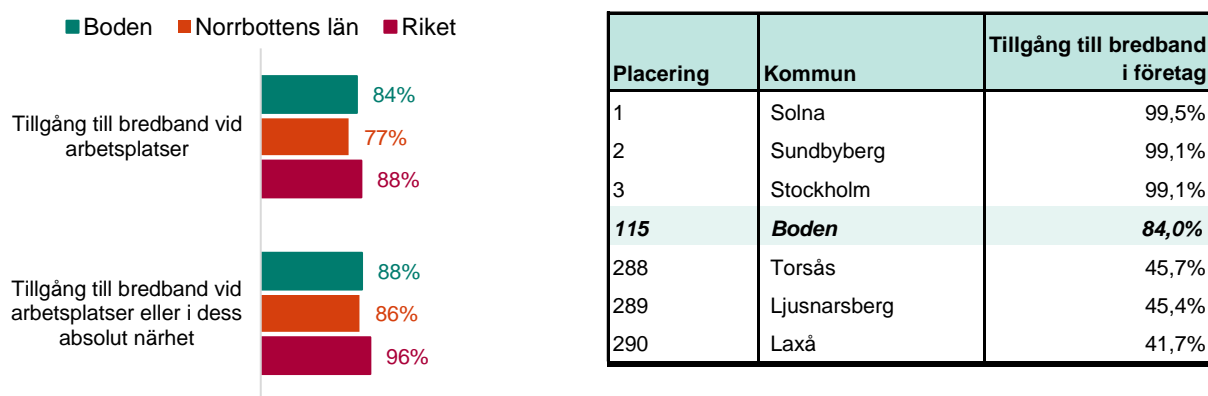 Boden Norrbottens län Riket
Tillgång till bredband vid
arbetsplatser
84%
77%
88%
Tillgång till bredband vid
arbetsplatser eller i dess
absolut närhet
88%
86%
96%
Placering Kommun Tillgång till bredband
i företag
1 Solna 99,5%
2 Sundbyberg 99,1%
3 Stockholm 99,1%
115 Boden 84,0%
288 Torsås 45,7%
289 Ljusnarsberg 45,4%
290 Laxå 41,7%